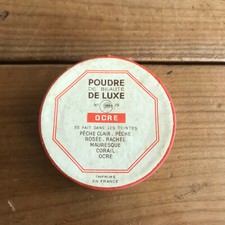 POUDRE
DE BEAUTÉ
DE LUXE
OCRE
SE FAIT DANS LES TEINTES
PÊCHE CLAIR, PÊCHE
ROSÉE, RACHEL
MAURESQUE
CORAIL
OCRE
IMPRIMÉ
EN FRANCE